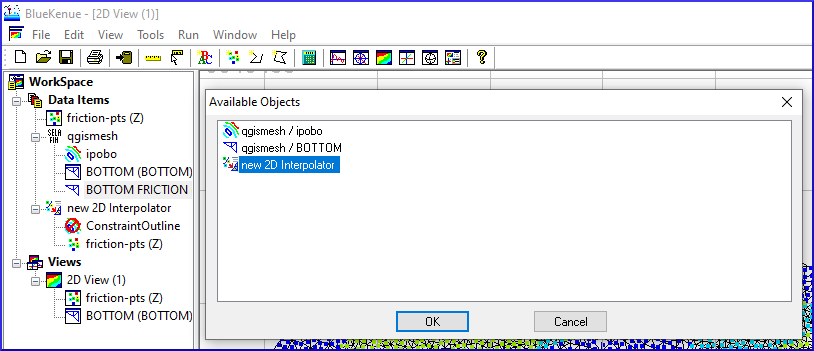 BlueKenue - [2D View (1)]
File Edit View Tools Run Window Help
WorkSpace
Data Items
friction-pts (Z)
SELA
FIN
qgismesh
ipobo
BOTTOM (BOTTOM)
BOTTOM FRICTION
new 2D Interpolator
ConstraintOutline
friction-pts (Z)
Views
2D View (1)
friction-pts (Z)
BOTTOM (BOTTOM)
Available Objects
qgismesh / ipobo
qgismesh / BOTTOM
new 2D Interpolator
OK Cancel